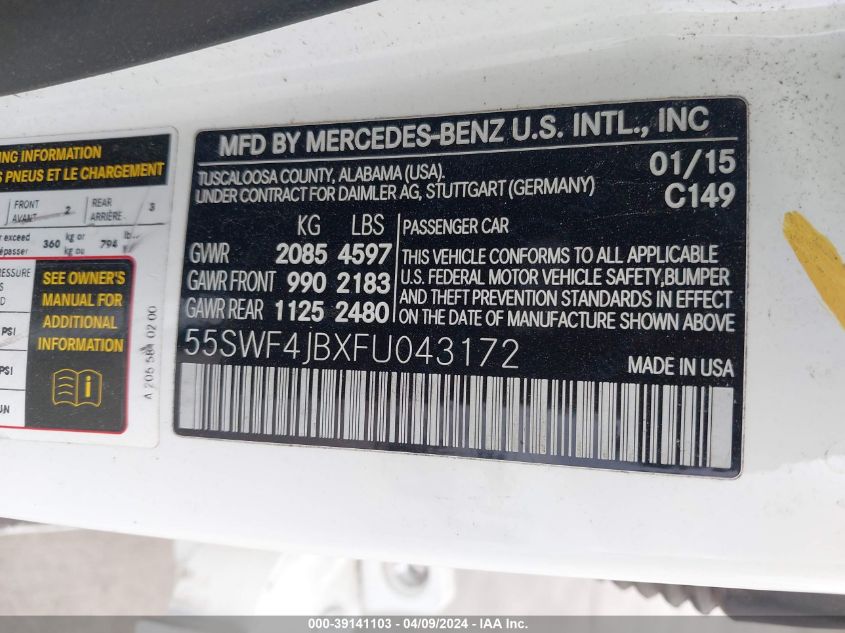 MFD BY MERCEDES-BENZ U.S. INTL., INC
TUSCALOOSA COUNTY, ALABAMA (USA).
UNDER CONTRACT FOR DAIMLER AG, STUTTGART (GERMANY)
01/15
C149
KG LBS
GVWR 2085 4597
GAWR FRONT 990 2183
GAWR REAR 1125 2480
PASSENGER CAR
THIS VEHICLE CONFORMS TO ALL APPLICABLE
U.S. FEDERAL MOTOR VEHICLE SAFETY, BUMPER
AND THEFT PREVENTION STANDARDS IN EFFECT
ON THE DATE OF MANUFACTURE SHOWN ABOVE
55SWF4JBXFU043172
MADE IN USA
INFORMATION
PNEUS ET LE CHARGEMENT
FRONT
AVANT 2
REAR
ARRIÈRE 3
exceed 360 kg or 794
kg ou
SEE OWNER'S
MANUAL FOR
ADDITIONAL
INFORMATION
PSI
PSI
A 205 584 02 00
000-39141103 - 04/09/2024 - IAA Inc.